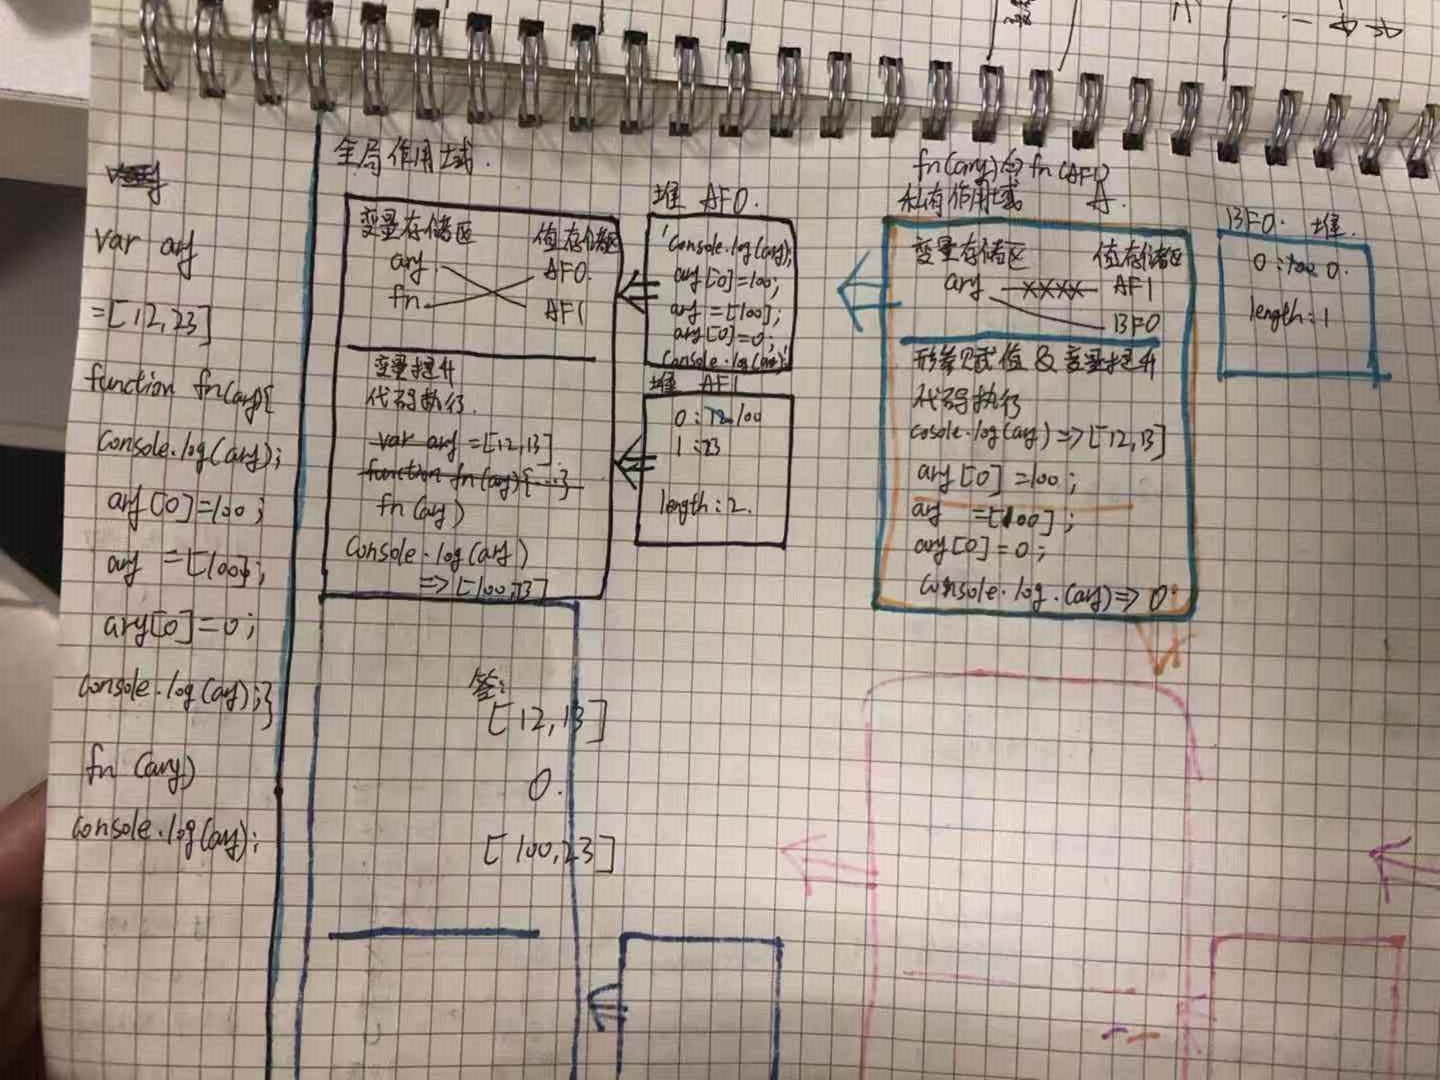 var ary
=[12,23]
function fn(ary){
console.log(ary);
ary[0]=100;
ary =[100];
ary[0]=0;
console.log(ary);}
fn (ary)
console.log(ary);
全局作用域.
变量存储区 值存储区
ary AF0.
fn AF1
变量提升
代码执行.
var ary =[12,13]
function fn(ary){...}
fn(ary)
console.log(ary)
=>[100,23]
堆 AF0.
'console.log(ary);
ary[0]=100;
ary =[100];
ary[0]=0;
console.log(ary);'
堆 AF1
0:12 100
1:23
length:2.
fn(ary) fn(AF1)
私有作用域 A.
变量存储区 值存储区
ary xxxx AF1
BF0
形参赋值 & 变量提升
代码执行
cosole.log(ary)=>[12,13]
ary[0]=100;
ary =[100];
ary[0]=0;
console.log.(ary)=> 0
BF0. 堆.
0:100 0.
length:1
答:
[12,13]
0.
[100,23]